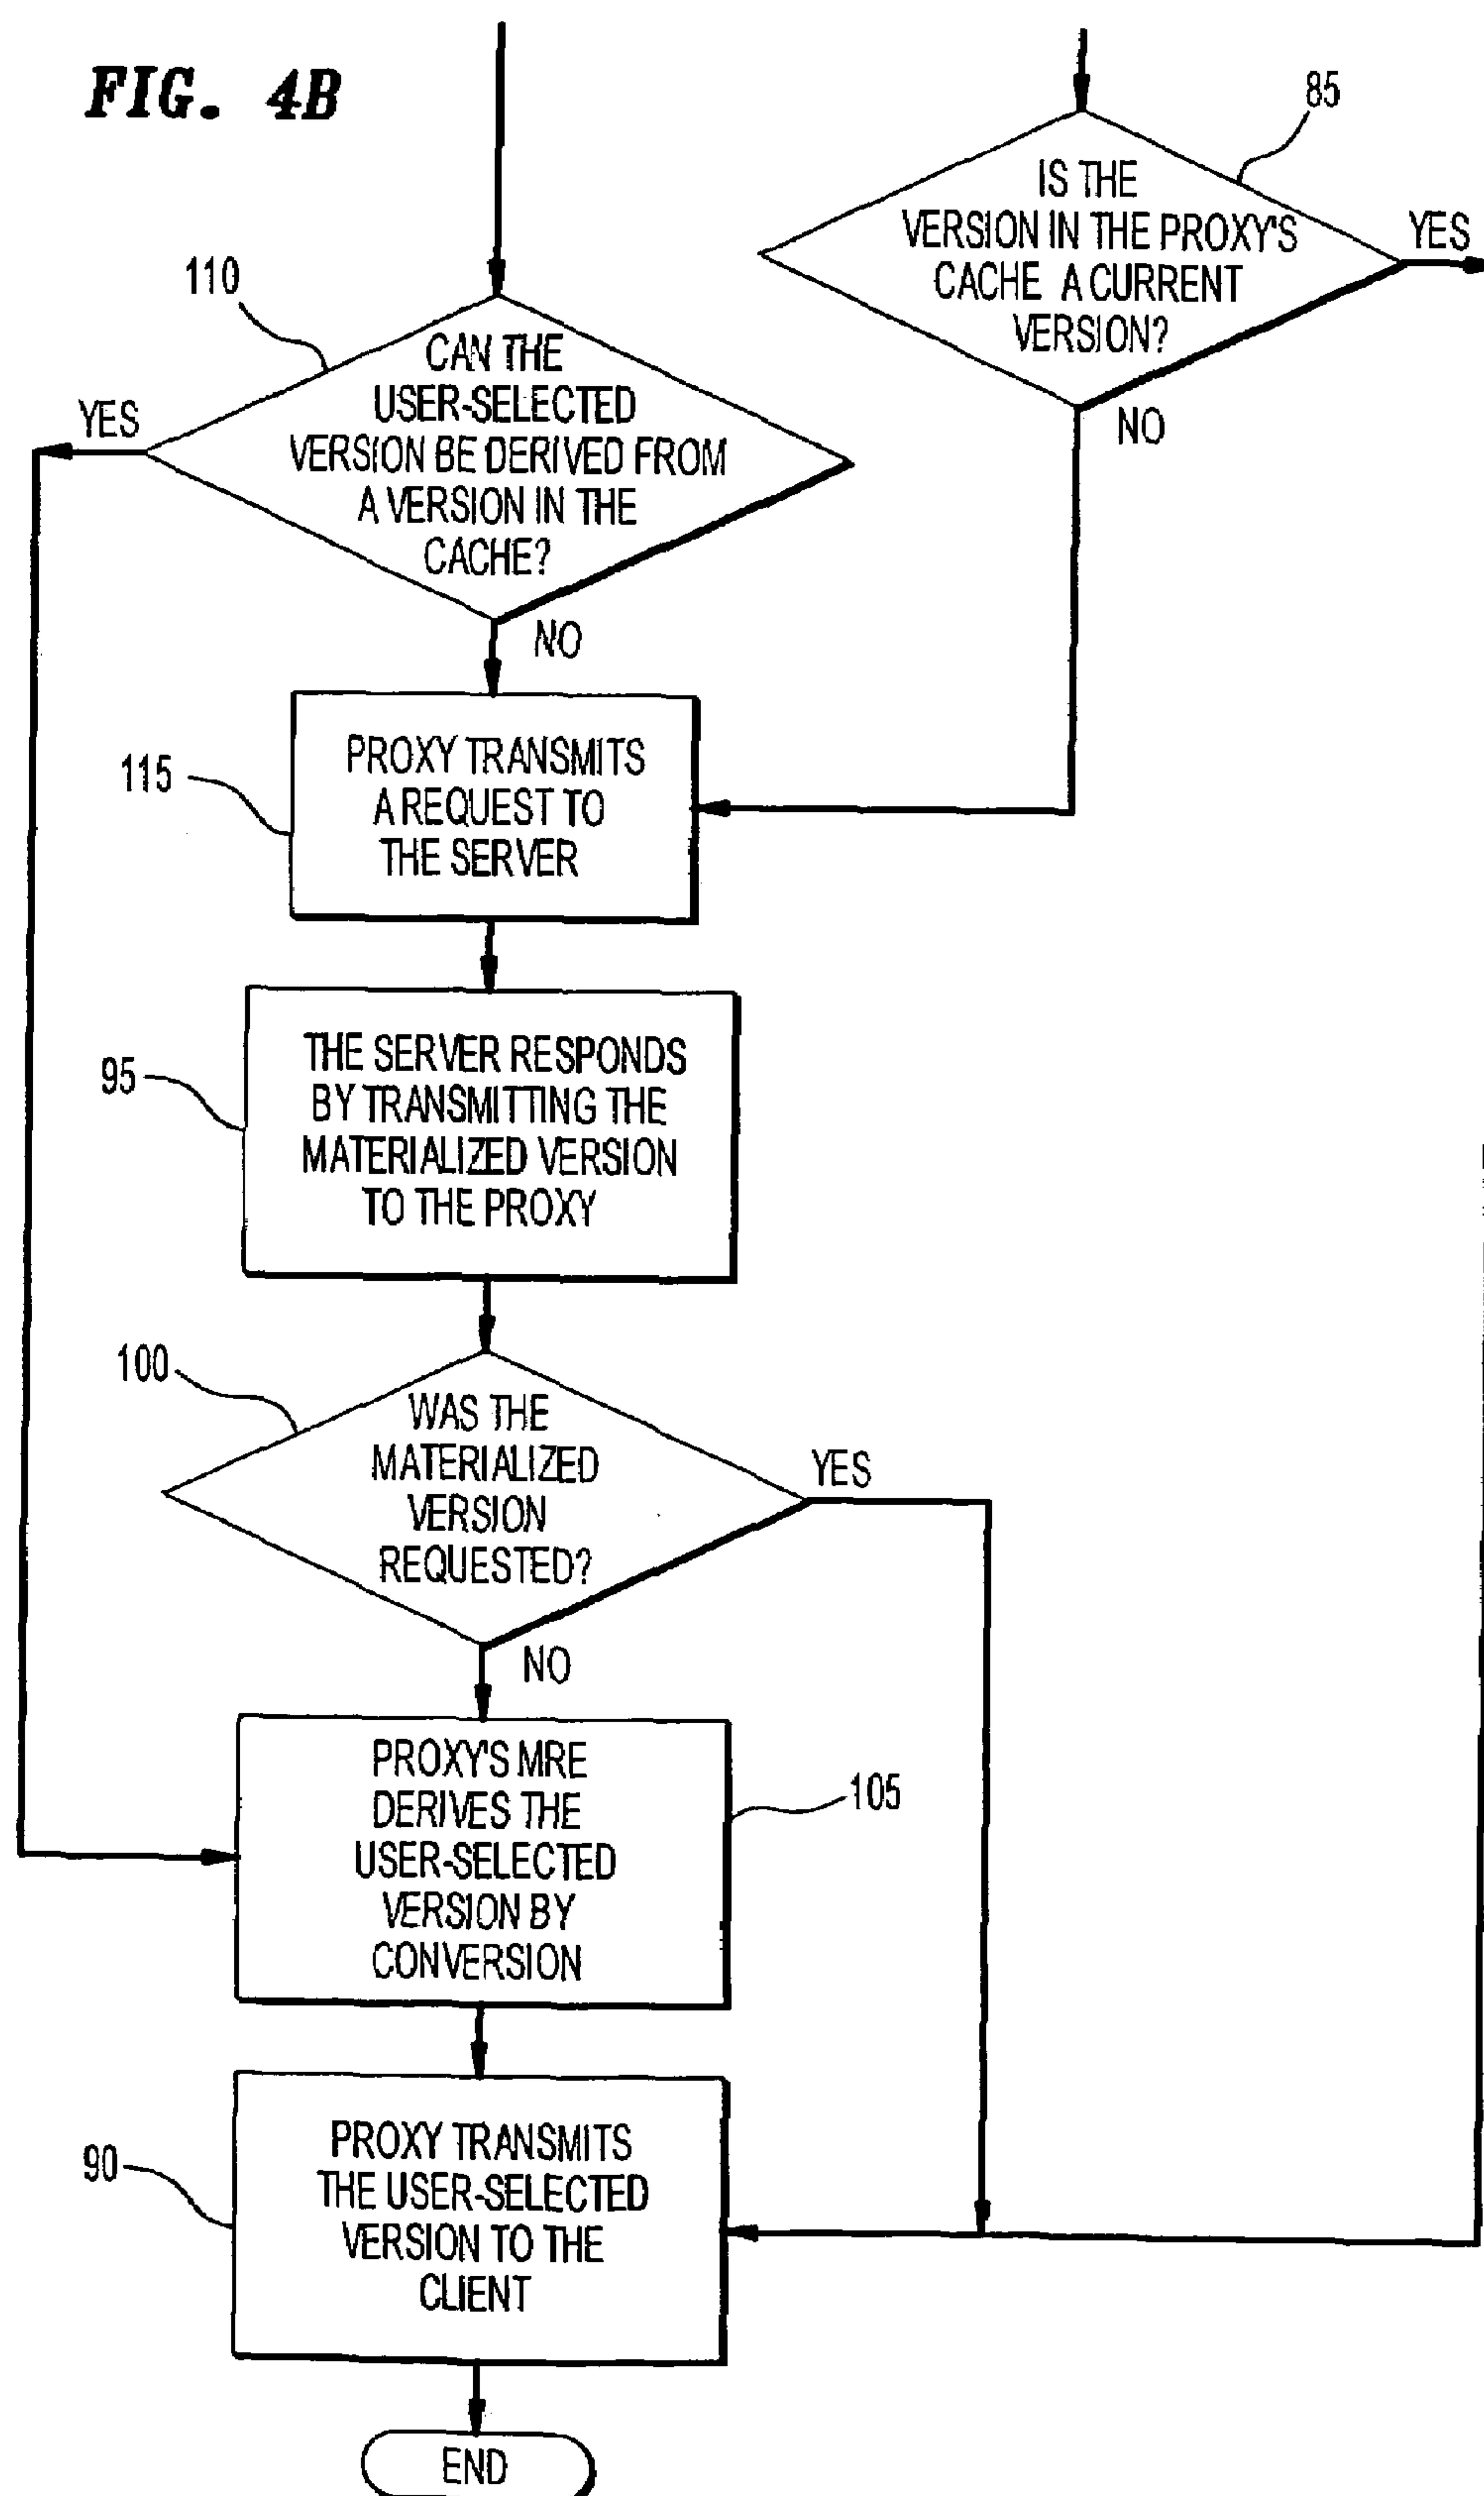 FIG. 4B
85
IS THE
VERSION IN THE PROXY'S
CACHE A CURRENT
VERSION?
YES
NO
110
CAN THE
USER-SELECTED
VERSION BE DERIVED FROM
A VERSION IN THE
CACHE?
YES
NO
115
PROXY TRANSMITS
A REQUEST TO
THE SERVER
95
THE SERVER RESPONDS
BY TRANSMITTING THE
MATERIALIZED VERSION
TO THE PROXY
100
WAS THE
MATERIALIZED
VERSION
REQUESTED?
YES
NO
PROXY'S MRE
DERIVES THE
USER-SELECTED
VERSION BY
CONVERSION
105
90
PROXY TRANSMITS
THE USER-SELECTED
VERSION TO THE
CLIENT
END